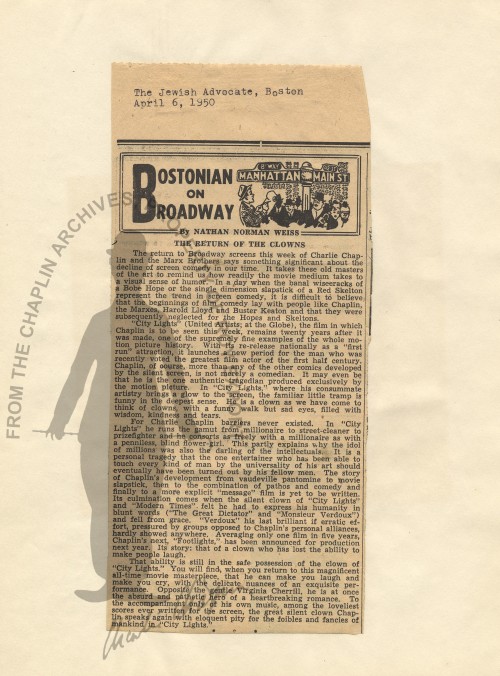 The Jewish Advocate, Boston
April 6, 1950
BOSTONIAN
ON
BROADWAY
MANHATTAN MAIN ST
By NATHAN NORMAN WEISS
THE RETURN OF THE CLOWNS
The return to Broadway screens this week of Charlie Chap-
lin and the Marx Brothers says something significant about the
decline of screen comedy in our time. It takes these old masters
of the art to remind us how readily the movie medium takes to
a visual sense of humor. In a day when the banal wisecracks of
a Bobe Hope or the single dimension slapstick of a Red Skelton
represent the trend in screen comedy, it is difficult to believe
that the beginnings of film comedy lay with people like Chaplin,
the Marxes, Harold Lloyd and Buster Keaton and that they were
subsequently neglected for the Hopes and Skeltons.
"City Lights" (United Artists; at the Globe), the film in which
Chaplin is to be seen this week, remains twenty years after it
was made, one of the supremely fine examples of the whole mo-
tion picture history. With its re-release nationally as a "first
run" attraction, it launches a new period for the man who was
recently voted the greatest film actor of the first half century.
Chaplin, of course, more than any of the other comics developed
by the silent screen, is not merely a comedian. It may even be
that he is the one authentic tragedian produced exclusively by
the motion picture. In "City Lights," where his consummate
artistry brings a glow to the screen, the familiar little tramp is
funny in the deepest sense. He is a clown as we have come to
think of clowns, with a funny walk but sad eyes, filled with
wisdom, kindness and tears.
For Charlie Chaplin barriers never existed. In "City
Lights" he runs the gamut from millionaire to street-cleaner to
prizefighter and he consorts as freely with a millionaire as with
a penniless, blind flower-girl. This partly explains why the idol
of millions was also the darling of the intellectuals. It is a
personal tragedy that the one entertainer who has been able to
touch every kind of man by the universality of his art should
eventually have been turned out by his fellow men. The story
of Chaplin's development from vaudeville pantomime to movie
slapstick, then to the combination of pathos and comedy and
finally to a more explicit "message" film is yet to be written.
Its culmination comes when the silent clown of "City Lights"
and "Modern Times" felt he had to express his humanity in
blunt words ("The Great Dictator" and "Monsieur Verdoux")
and fell from grace. "Verdoux" his last brilliant if erratic ef-
fort, pressured by groups opposed to Chaplin's personal alliances,
hardly showed anywhere. Averaging only one film in five years,
Chaplin's next, "Footlights," has been announced for production
next year. Its story: that of a clown who has lost the ability to
make people laugh.
That ability is still in the safe possession of the clown of
"City Lights." You will find, when you return to this magnificent
all-time movie masterpiece, that he can make you laugh and
make you cry, with the delicate nuances of an exquisite per-
formance. Opposite the gentle Virginia Cherrill, he is at once
the absurd and pathetic hero of a heartbreaking romance. To
the accompaniment only of his own music, among the loveliest
scores ever written for the screen, the great silent clown Chap-
lin speaks again with eloquent pity for the foibles and fancies of
mankind in "City Lights."
FROM THE CHAPLIN ARCHIVES